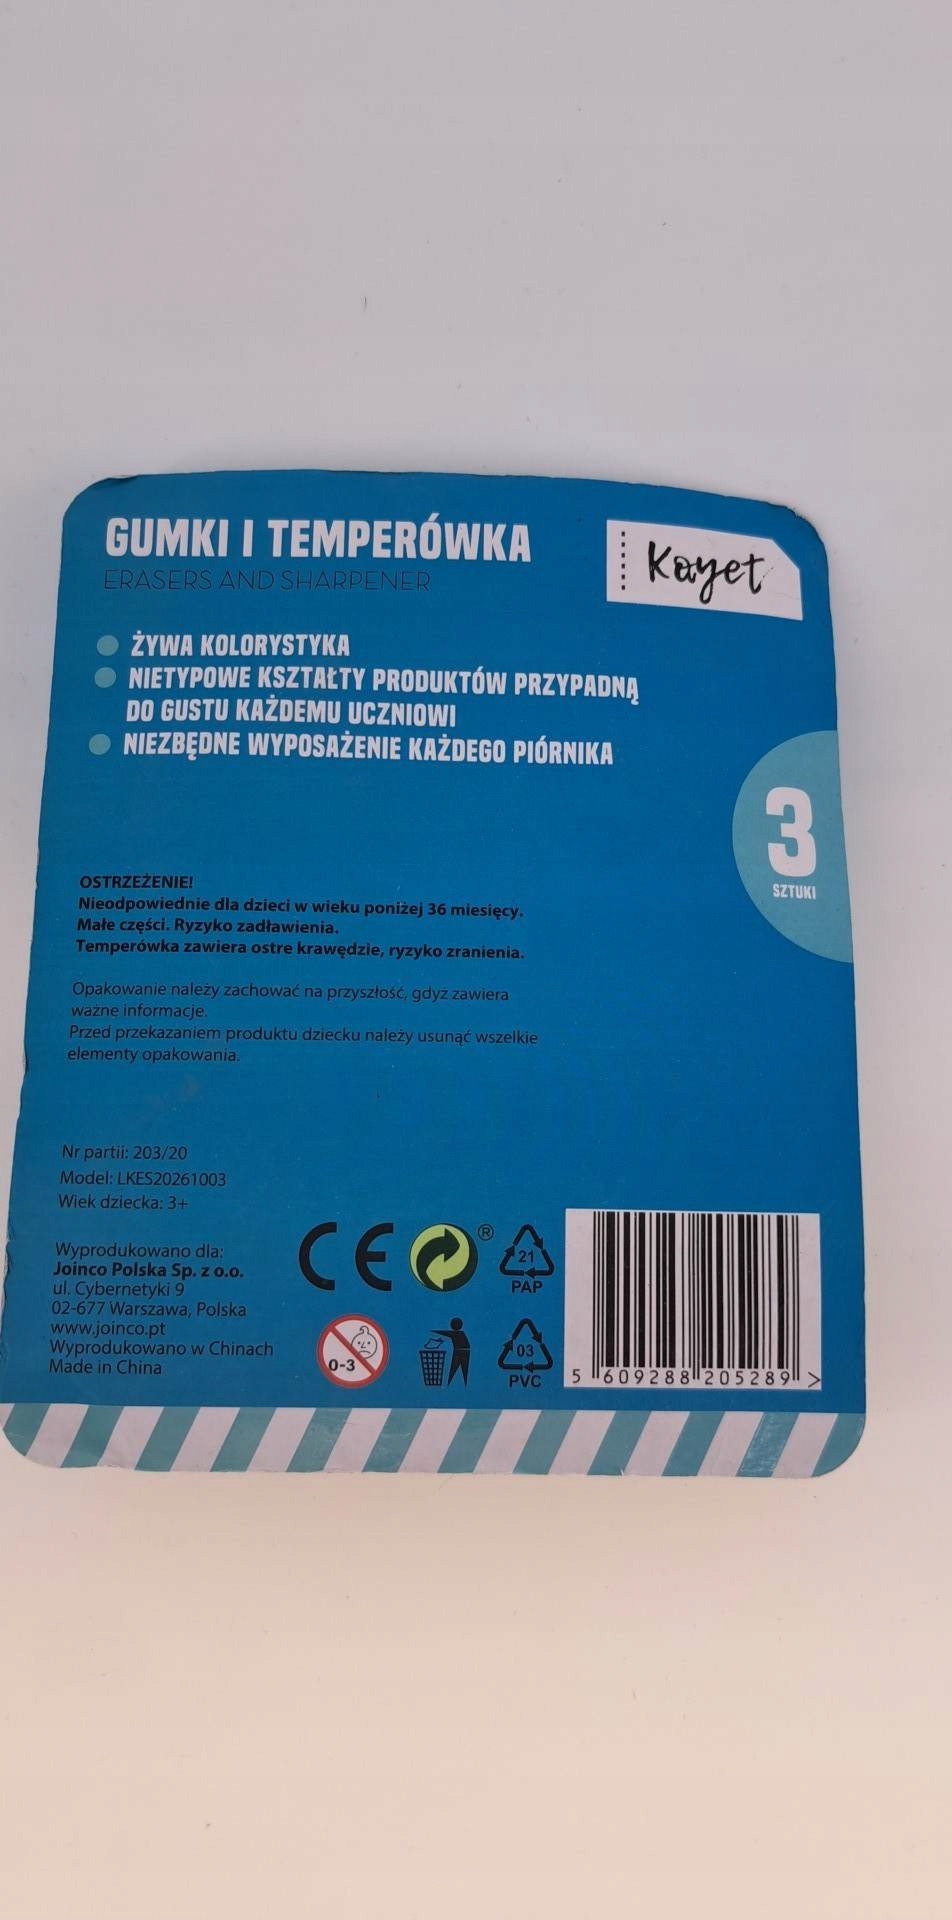 GUMKI I TEMPERÓWKA
ERASERS AND SHARPENER
Kayet
ŻYWA KOLORYSTYKA
NIETYPOWE KSZTAŁTY PRODUKTÓW PRZYPADNĄ
DO GUSTU KAŻDEMU UCZNIOWI
NIEZBĘDNE WYPOSAŻENIE KAŻDEGO PIÓRNIKA
3
SZTUKI
OSTRZEŻENIE!
Nieodpowiednie dla dzieci w wieku poniżej 36 miesięcy.
Małe części. Ryzyko zadławienia.
Temperówka zawiera ostre krawędzie, ryzyko zranienia.
Opakowanie należy zachować na przyszłość, gdyż zawiera
ważne informacje.
Przed przekazaniem produktu dziecku należy usunąć wszelkie
elementy opakowania.
Nr partii: 203/20
Model: LKES20261003
Wiek dziecka: 3+
Wyprodukowano dla:
Joinco Polska Sp. z o.o.
ul. Cybernetyki 9
02-677 Warszawa, Polska
www.joinco.pt
Wyprodukowano w Chinach
Made in China
CE
®
21
PAP
0-3
03
PVC
5 609288 205289 >